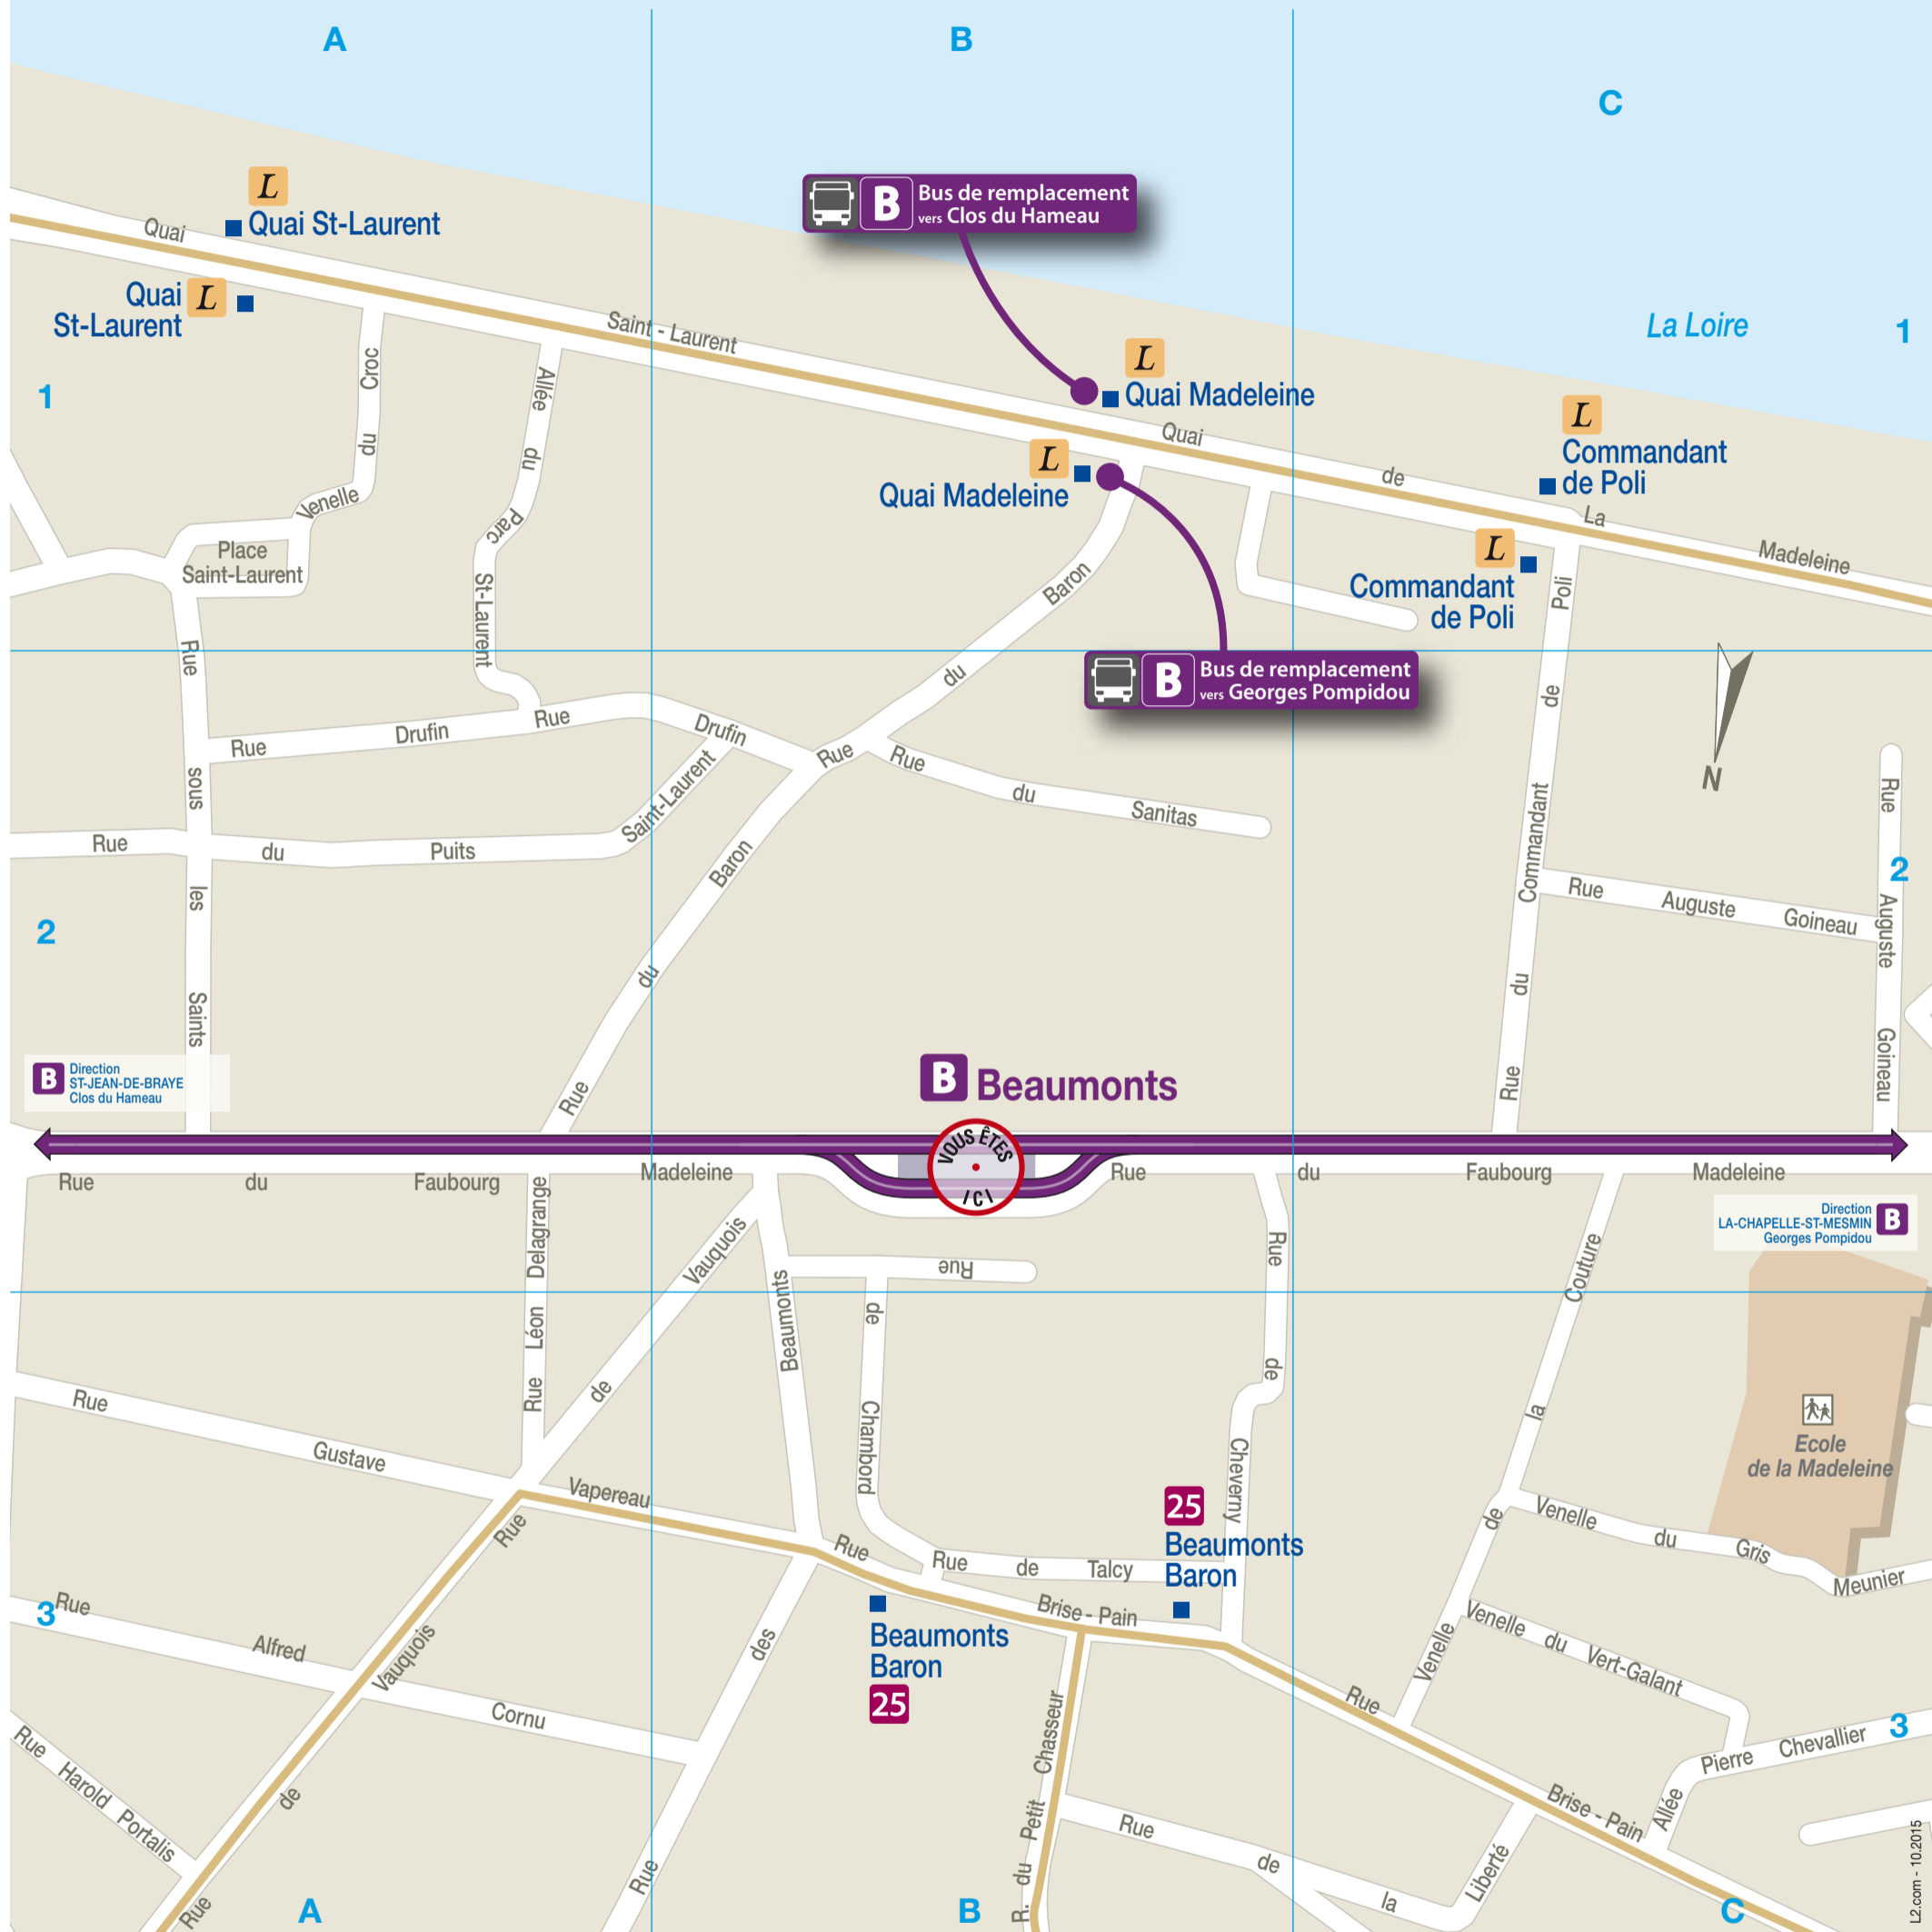 A
B
C
L
Quai St-Laurent
Quai
Quai
St-Laurent
L
B
Bus de remplacement
vers Clos du Hameau
Saint - Laurent
La Loire
1
1
L
Quai Madeleine
Quai
de
La
Madeleine
L
Quai Madeleine
L
Commandant
de Poli
L
Commandant
de Poli
Venelle
du
Croc
Allée
du
Parc
St-Laurent
Place
Saint-Laurent
Rue
sous
les
Saints
B
Bus de remplacement
vers Georges Pompidou
Rue
Drufin
Rue
Drufin
Rue
du
Puits
Saint-Laurent
Rue
du
Baron
Rue
du
Baron
Rue
du
Sanitas
Rue
du
Commandant
de
Poli
N
Rue
Auguste
Goineau
Rue
Auguste
Goineau
2
2
B
Direction
ST-JEAN-DE-BRAYE
Clos du Hameau
B
Beaumonts
VOUS ÊTES
ICI
Rue
du
Faubourg
Madeleine
Rue
du
Faubourg
Madeleine
Direction
LA-CHAPELLE-ST-MESMIN
Georges Pompidou
B
Rue
Léon
Delagrange
Rue
de
Vauquois
Rue
des
Beaumonts
Rue
de
Chambord
Rue
de
Cheverny
Venelle
de
la
Couture
Ecole
de la Madeleine
Rue
Gustave
Vapereau
Rue
Brise - Pain
Rue
de
Talcy
25
Beaumonts
Baron
Beaumonts
Baron
25
Venelle
du
Gris
Meunier
Venelle
du
Vert-Galant
3
3
Rue
Alfred
Cornu
Rue
de
Vauquois
Rue
Harold
Portalis
R.
du
Petit
Chasseur
Rue
de
la
Liberté
Rue
Brise - Pain
Allée
Pierre
Chevallier
A
B
C
L2.com - 10.2015